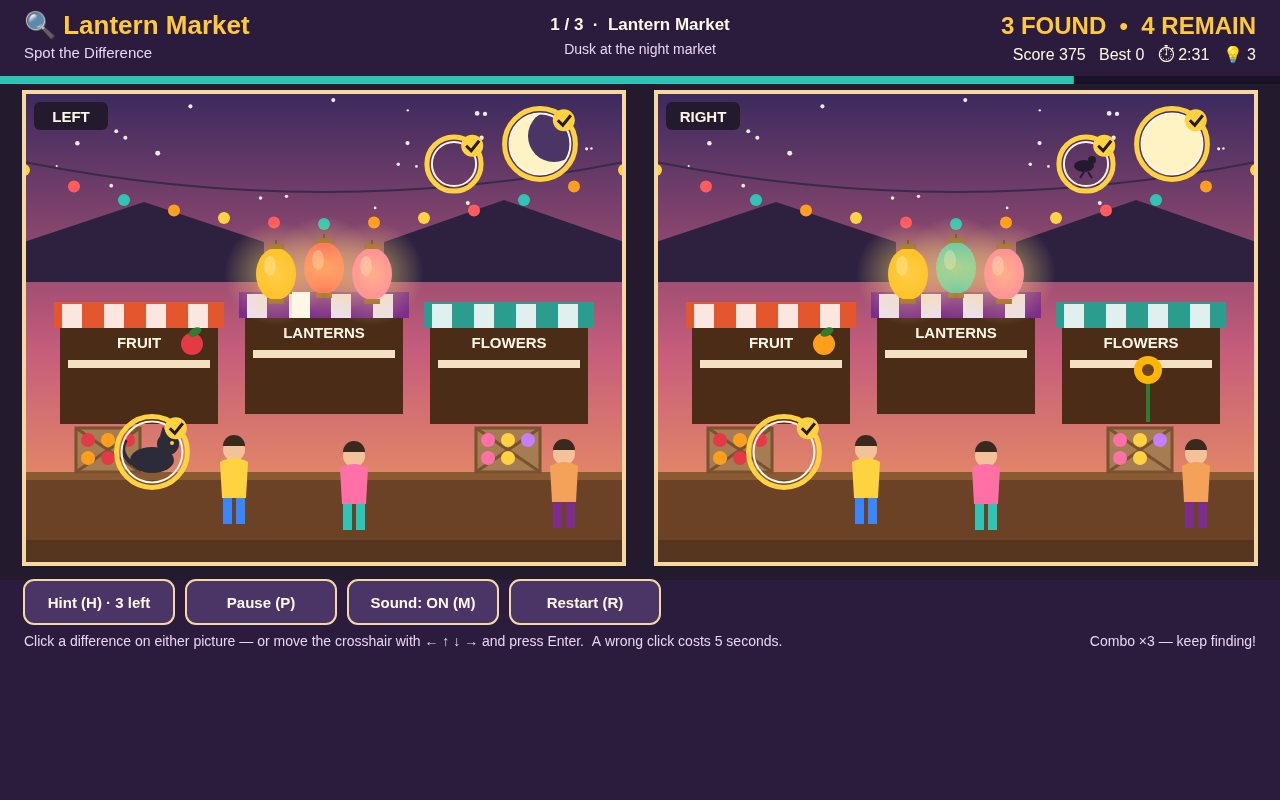 🔍 Lantern Market
Spot the Difference
1 / 3 · Lantern Market
Dusk at the night market
3 FOUND • 4 REMAIN
Score 375 Best 0 ⏱ 2:31 💡 3
LEFT
RIGHT
FRUIT
LANTERNS
FLOWERS
FRUIT
LANTERNS
FLOWERS
Hint (H) · 3 left
Pause (P)
Sound: ON (M)
Restart (R)
Click a difference on either picture — or move the crosshair with ← ↑ ↓ → and press Enter. A wrong click costs 5 seconds.
Combo ×3 — keep finding!